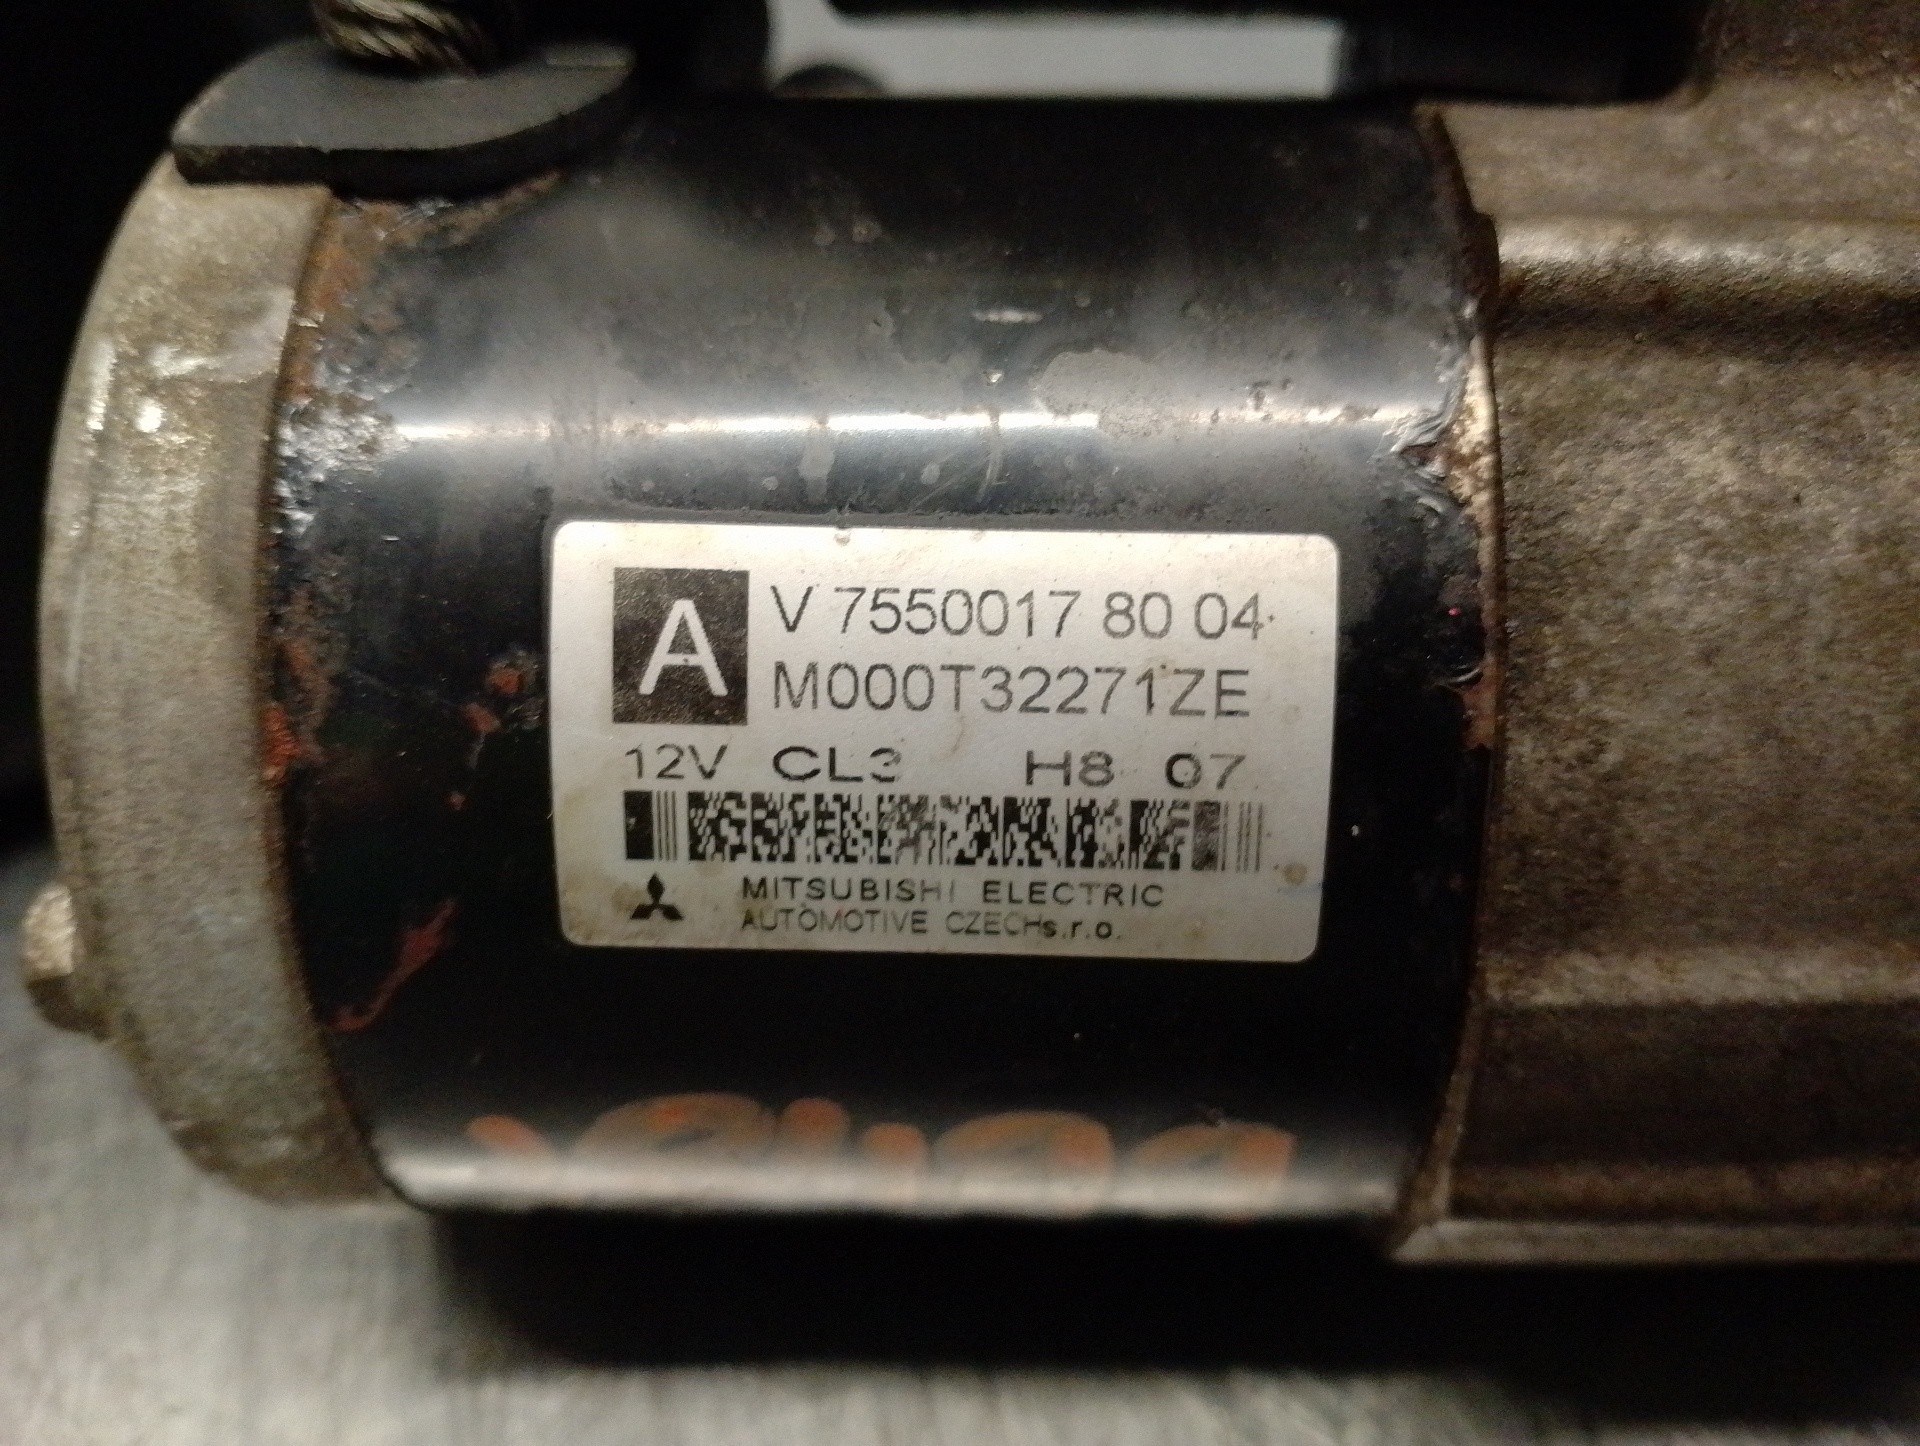 A
V 7550017 80 04
M000T32271ZE
12V CL3 H8 07
MITSUBISHI ELECTRIC
AUTOMOTIVE CZECHs.r.o.